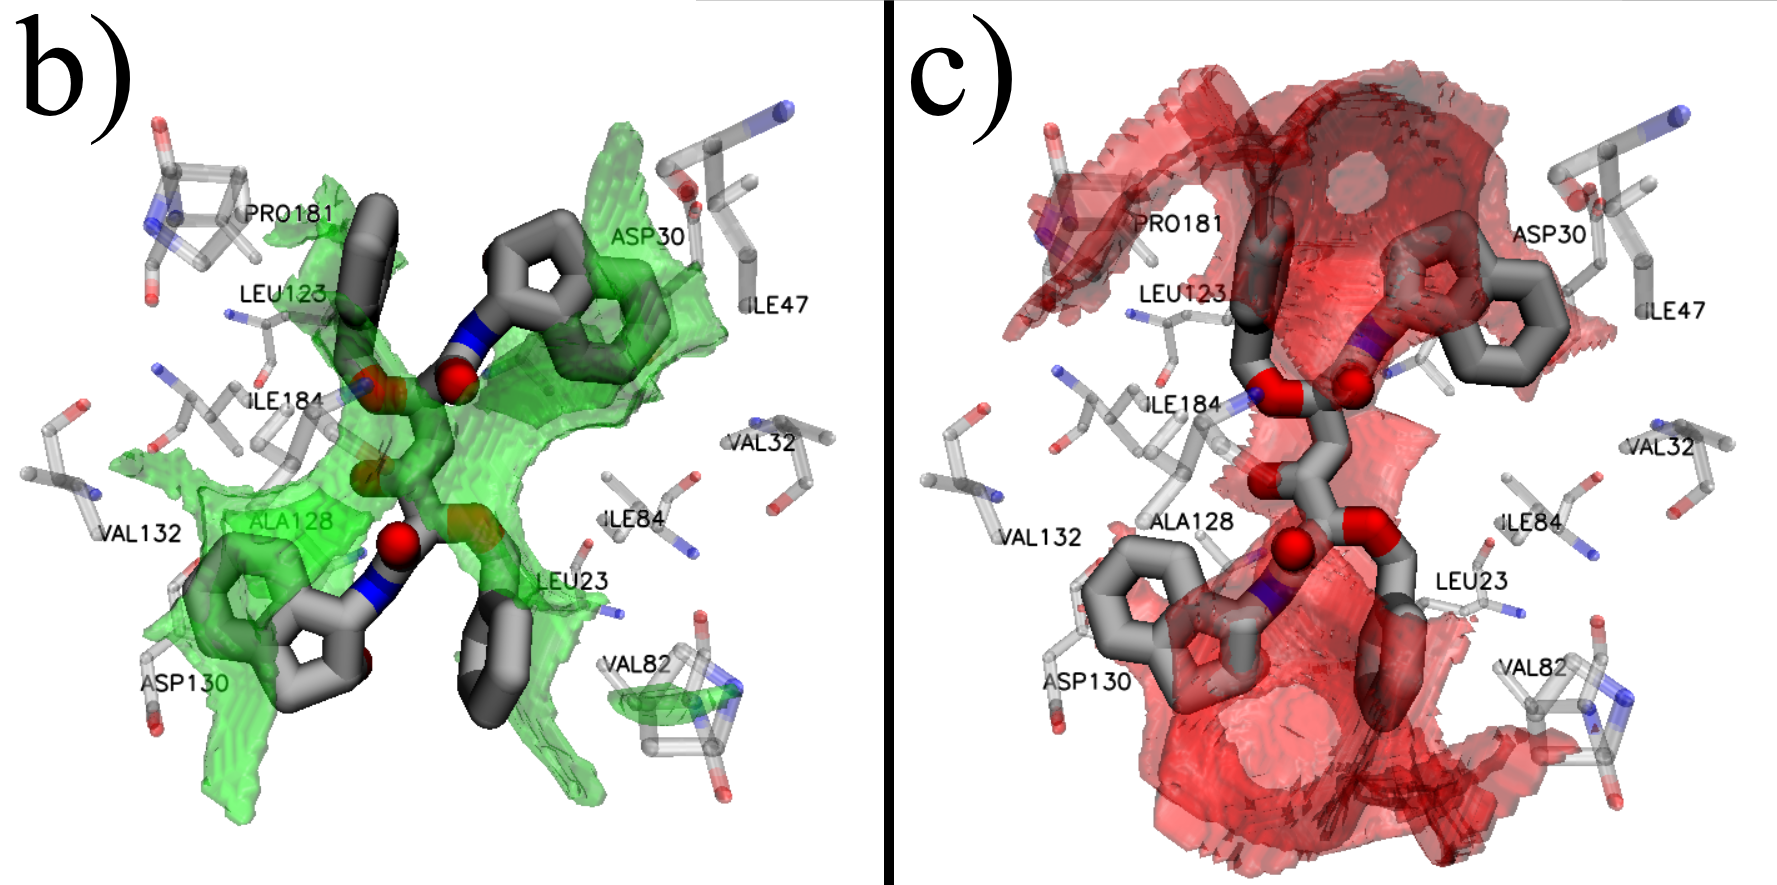 b)
PRO181
ASP30
LEU123
ILE47
ILE184
VAL32
ALA128
ILE84
VAL132
LEU23
VAL82
ASP130
c)
PRO181
ASP30
LEU123
ILE47
ILE184
VAL32
ALA128
ILE84
VAL132
LEU23
VAL82
ASP130